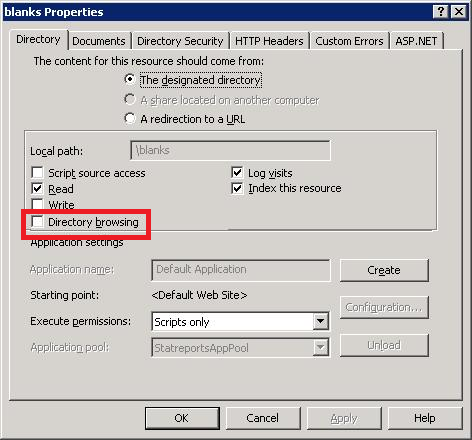 blanks Properties
Directory Documents Directory Security HTTP Headers Custom Errors ASP.NET
The content for this resource should come from:
The designated directory
A share located on another computer
A redirection to a URL
Local path: \blanks
Script source access Log visits
Read Index this resource
Write
Directory browsing
Application settings
Application name: Default Application Create
Starting point: <Default Web Site>
Configuration...
Execute permissions: Scripts only
Application pool: StatreportsAppPool Unload
OK Cancel Apply Help